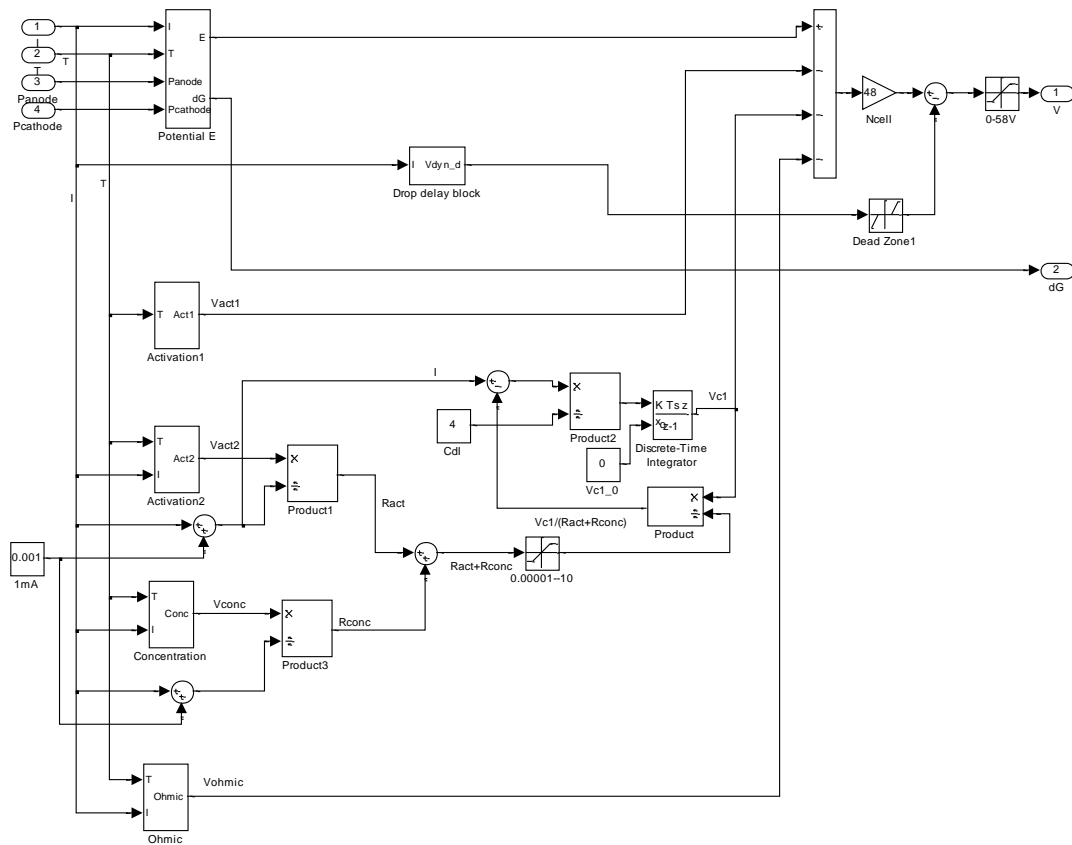 1
I
2
T
3
Panode
4
Pcathode
T
I
T
Panode
Pcathode
E
dG
Potential E
I
Vdyn_d
Drop delay block
T
I
48
Ncell
0-58V
1
V
Dead Zone1
2
dG
T
Act1
Activation1
Vact1
I
4
Cdl
Product2
K Ts z
z-1
xo
Discrete-Time
Integrator
Vc1
0
Vc1_0
T
I
Act2
Activation2
Vact2
Product1
Ract
Product
Vc1/(Ract+Rconc)
0.001
1mA
Ract+Rconc
0.00001--10
T
I
Conc
Concentration
Vconc
Product3
Rconc
T
I
Ohmic
Ohmic
Vohmic